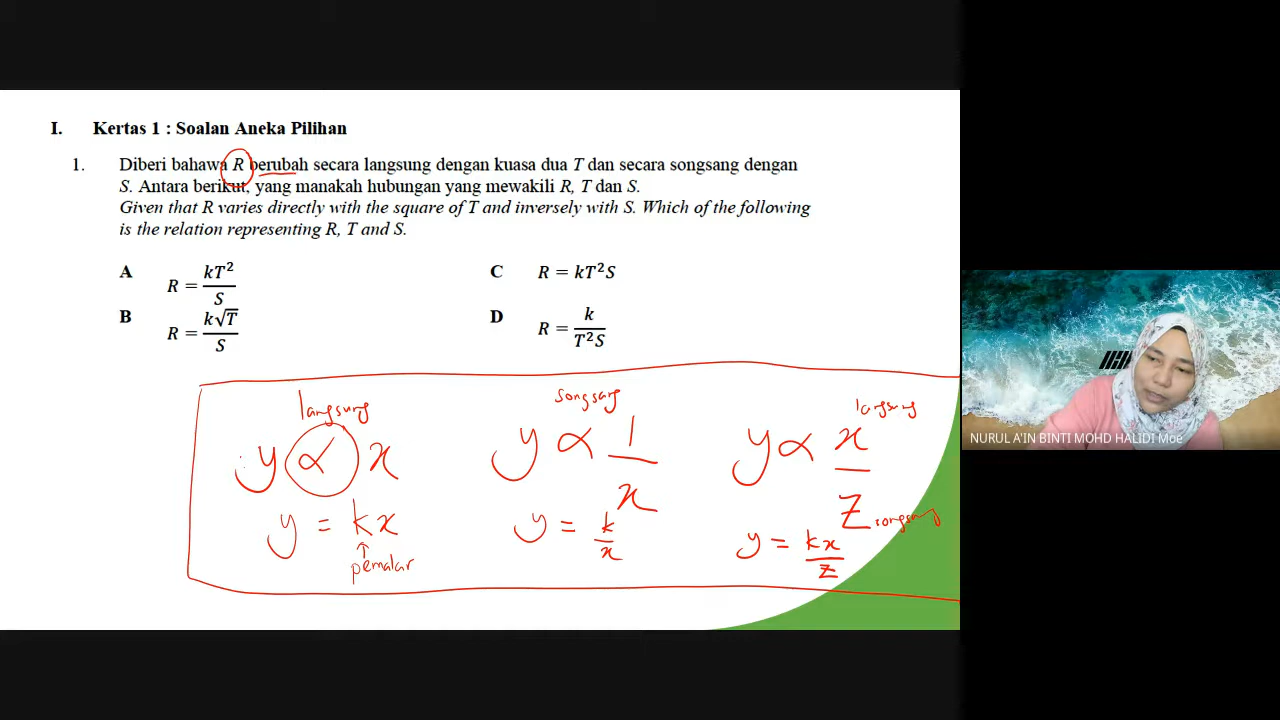 I. Kertas 1 : Soalan Aneka Pilihan
1. Diberi bahawa R berubah secara langsung dengan kuasa dua T dan secara songsang dengan
S. Antara berikut, yang manakah hubungan yang mewakili R, T dan S.
Given that R varies directly with the square of T and inversely with S. Which of the following
is the relation representing R, T and S.
A R = kT²/S
C R = kT²S
B R = k√T/S
D R = k/T²S
langsung
songsang
langsung
y ∝ x
y ∝ 1/x
y ∝ x/z
songsang
y = kx
y = k/x
y = kx/z
↑
pemalar
NURUL A'IN BINTI MOHD HALIDI Moe